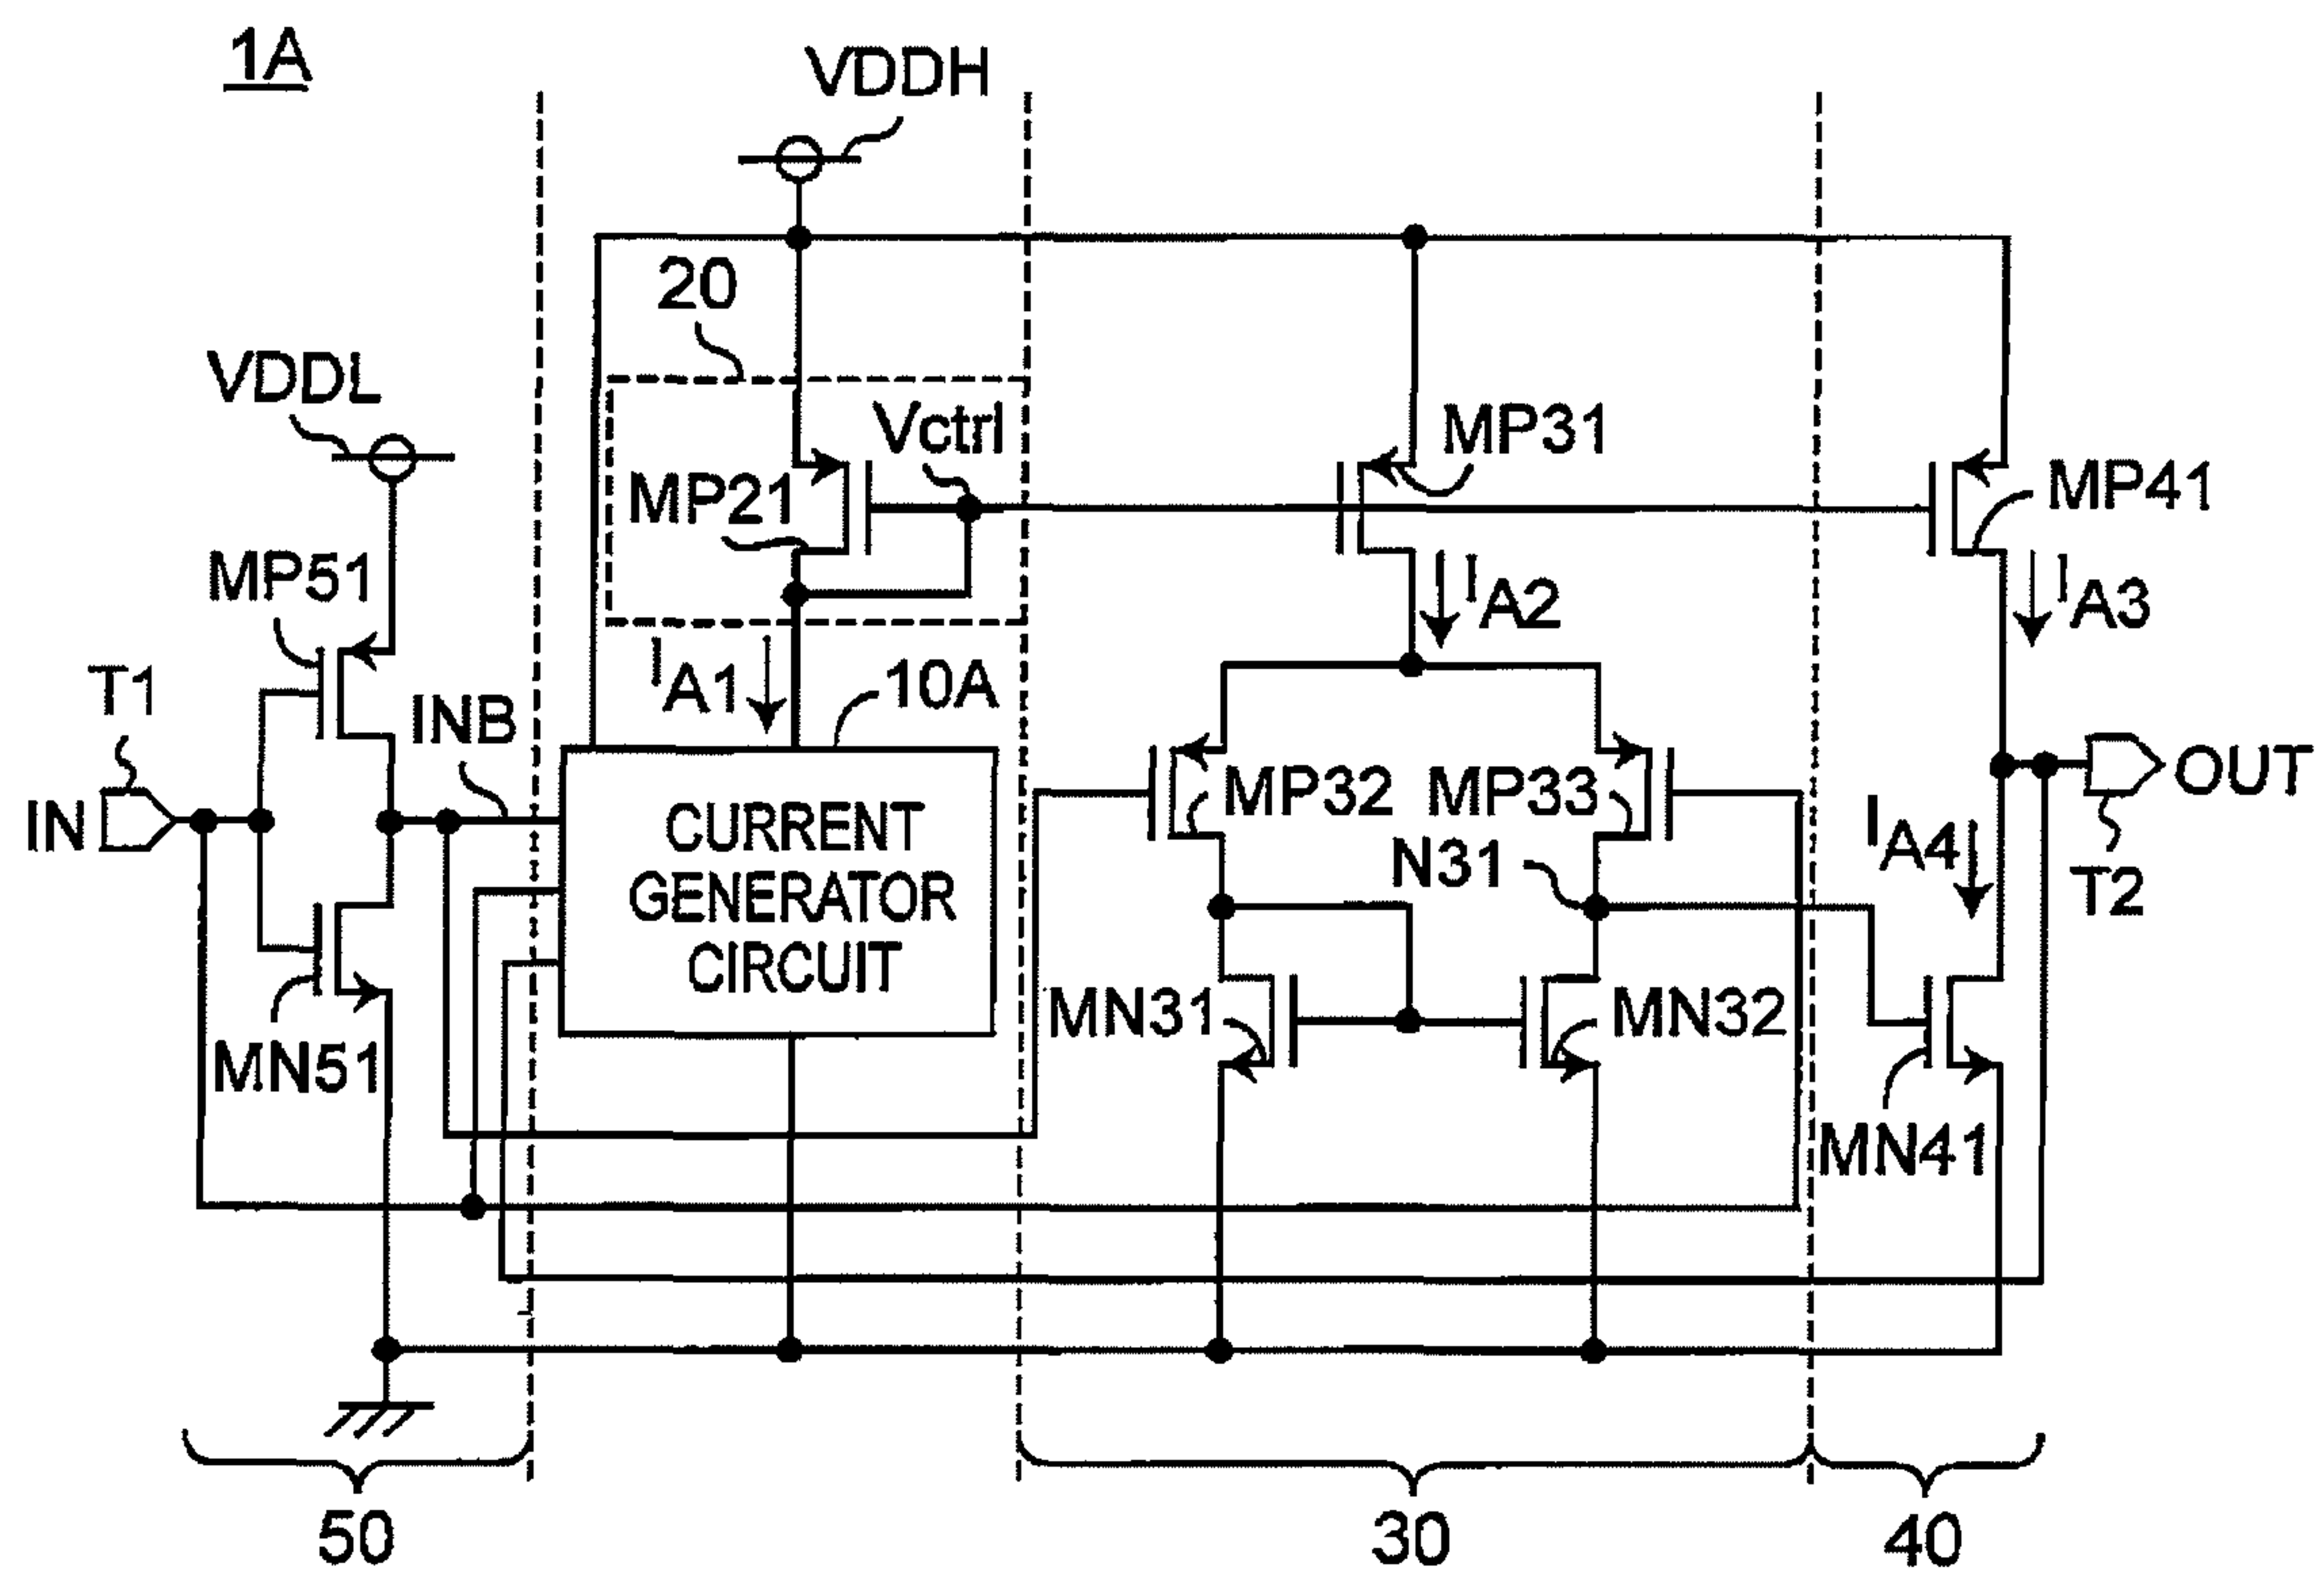 1A
VDDH
20
VDDL
Vctrl
MP31
MP21
MP41
MP51
IA2
IA3
T1
IA1
10A
INB
IN
CURRENT
GENERATOR
CIRCUIT
MP32
MP33
OUT
N31
IA4
T2
MN31
MN32
MN51
MN41
50
30
40